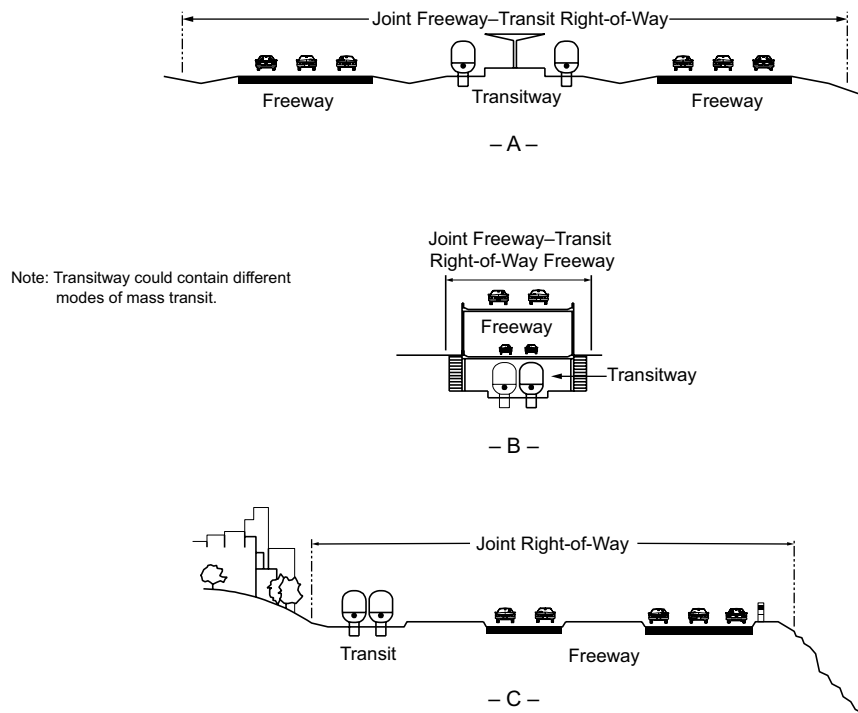 Joint Freeway–Transit Right-of-Way
Freeway
Transitway
Freeway
– A –
Note: Transitway could contain different
modes of mass transit.
Joint Freeway–Transit
Right-of-Way Freeway
Freeway
Transitway
– B –
Joint Right-of-Way
Transit
Freeway
– C –